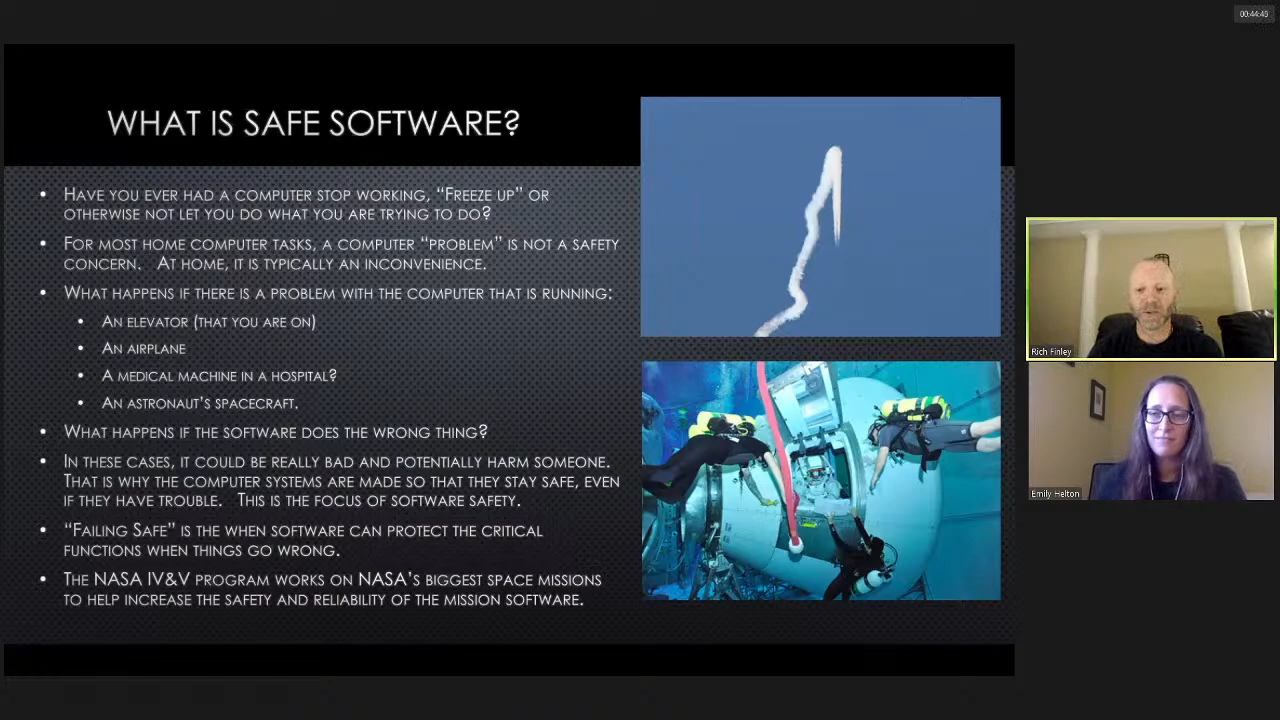 00:44:45
WHAT IS SAFE SOFTWARE?
• HAVE YOU EVER HAD A COMPUTER STOP WORKING, “FREEZE UP” OR
OTHERWISE NOT LET YOU DO WHAT YOU ARE TRYING TO DO?
• FOR MOST HOME COMPUTER TASKS, A COMPUTER “PROBLEM” IS NOT A SAFETY
CONCERN. AT HOME, IT IS TYPICALLY AN INCONVENIENCE.
• WHAT HAPPENS IF THERE IS A PROBLEM WITH THE COMPUTER THAT IS RUNNING:
• AN ELEVATOR (THAT YOU ARE ON)
• AN AIRPLANE
• A MEDICAL MACHINE IN A HOSPITAL?
• AN ASTRONAUT’S SPACECRAFT.
• WHAT HAPPENS IF THE SOFTWARE DOES THE WRONG THING?
• IN THESE CASES, IT COULD BE REALLY BAD AND POTENTIALLY HARM SOMEONE.
THAT IS WHY THE COMPUTER SYSTEMS ARE MADE SO THAT THEY STAY SAFE, EVEN
IF THEY HAVE TROUBLE. THIS IS THE FOCUS OF SOFTWARE SAFETY.
• “FAILING SAFE” IS THE WHEN SOFTWARE CAN PROTECT THE CRITICAL
FUNCTIONS WHEN THINGS GO WRONG.
• THE NASA IV&V PROGRAM WORKS ON NASA’S BIGGEST SPACE MISSIONS
TO HELP INCREASE THE SAFETY AND RELIABILITY OF THE MISSION SOFTWARE.
Rich Finley
Emily Helton